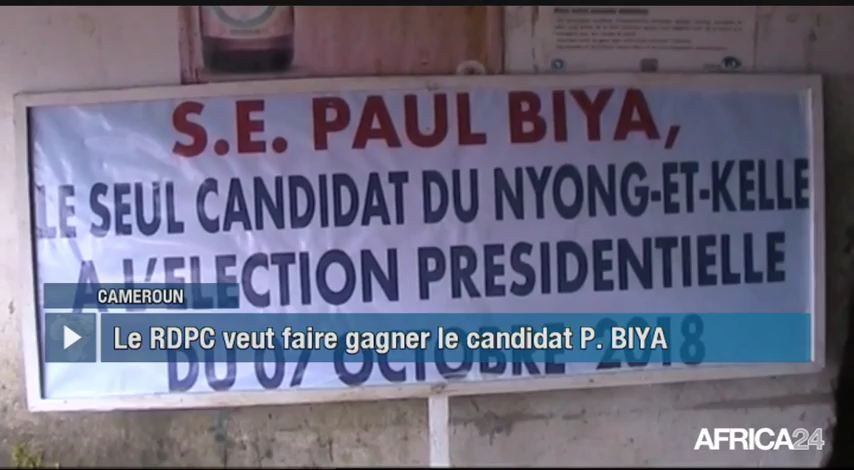 S.E. PAUL BIYA,
LE SEUL CANDIDAT DU NYONG-ET-KELLE
A L'ELECTION PRESIDENTIELLE
CAMEROUN
Le RDPC veut faire gagner le candidat P. BIYA
DU 07 OCTOBRE 2018
AFRICA24